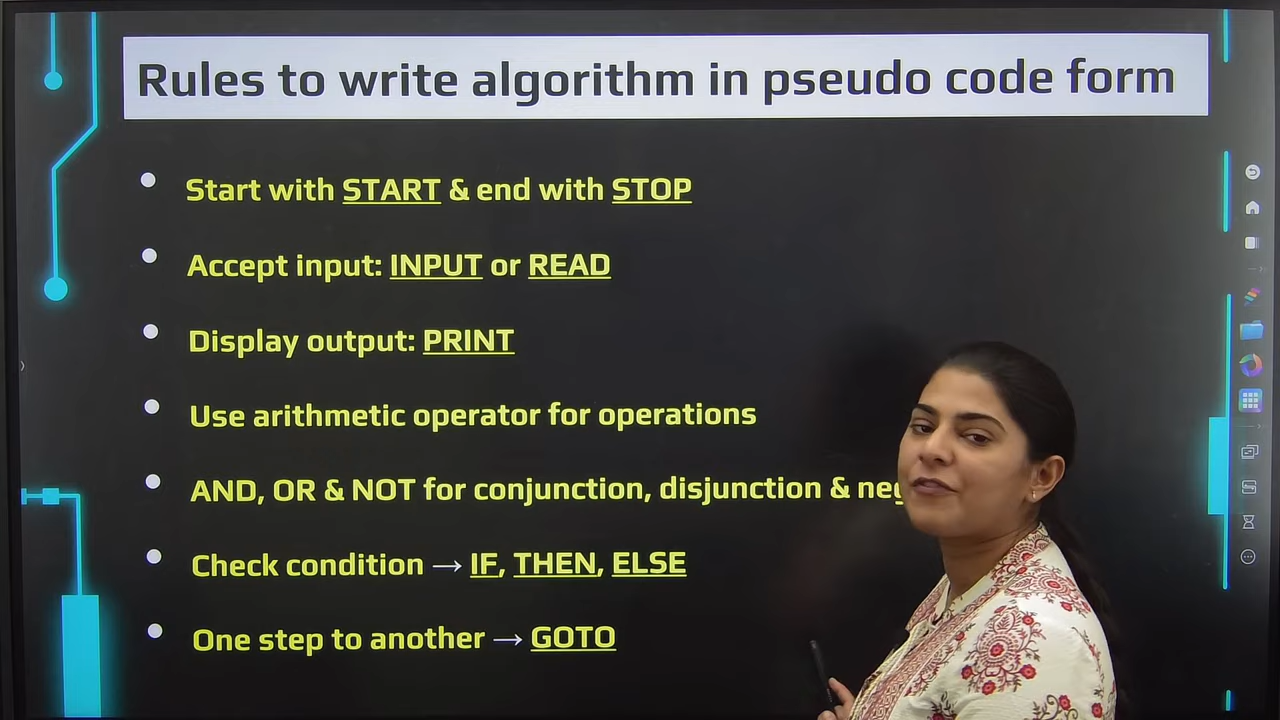 Rules to write algorithm in pseudo code form
Start with START & end with STOP
Accept input: INPUT or READ
Display output: PRINT
Use arithmetic operator for operations
AND, OR & NOT for conjunction, disjunction &
Check condition → IF, THEN, ELSE
One step to another → GOTO